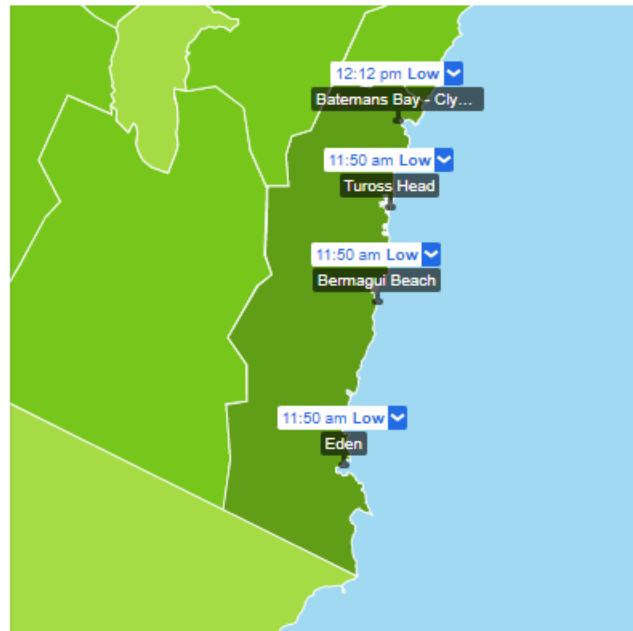 12:12 pm Low
Batemans Bay - Cly...
11:50 am Low
Tuross Head
11:50 am Low
Bermagui Beach
11:50 am Low
Eden